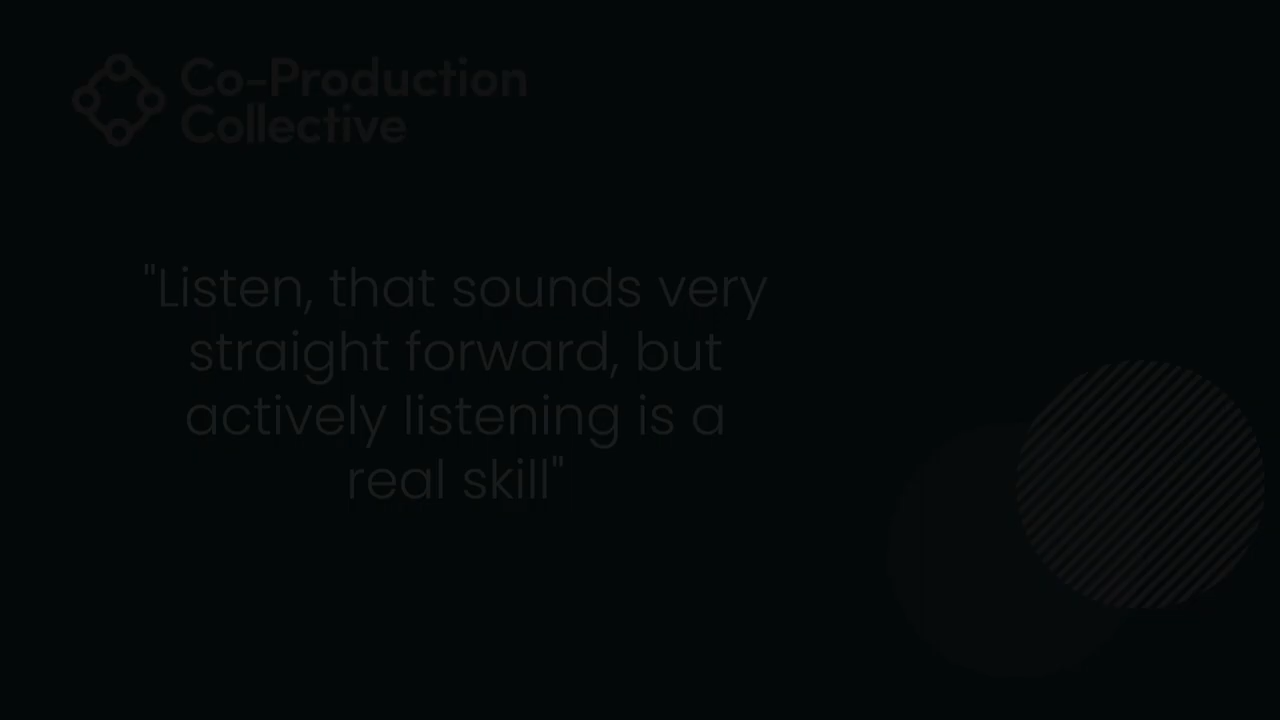 Co-Production
Collective
"Listen, that sounds very
straight forward, but
actively listening is a
real skill"